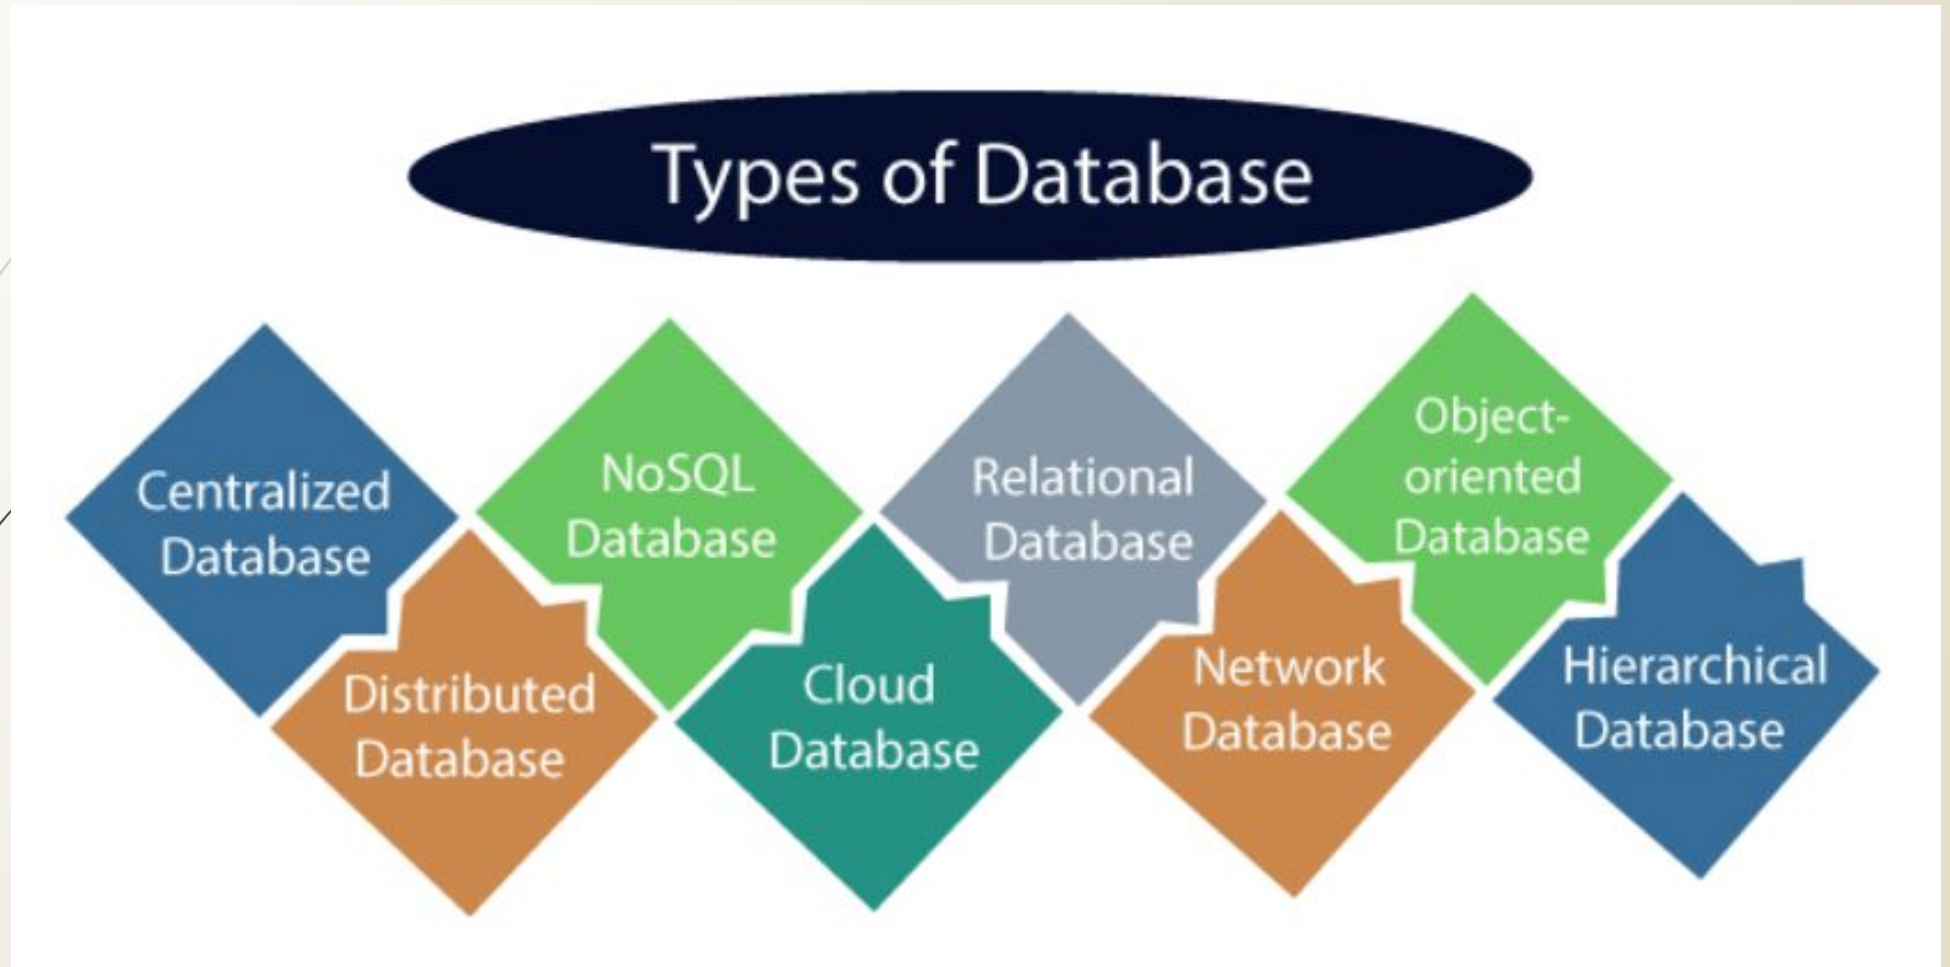 Types of Database
Centralized
Database
Distributed
Database
NoSQL
Database
Cloud
Database
Relational
Database
Network
Database
Object-
oriented
Database
Hierarchical
Database